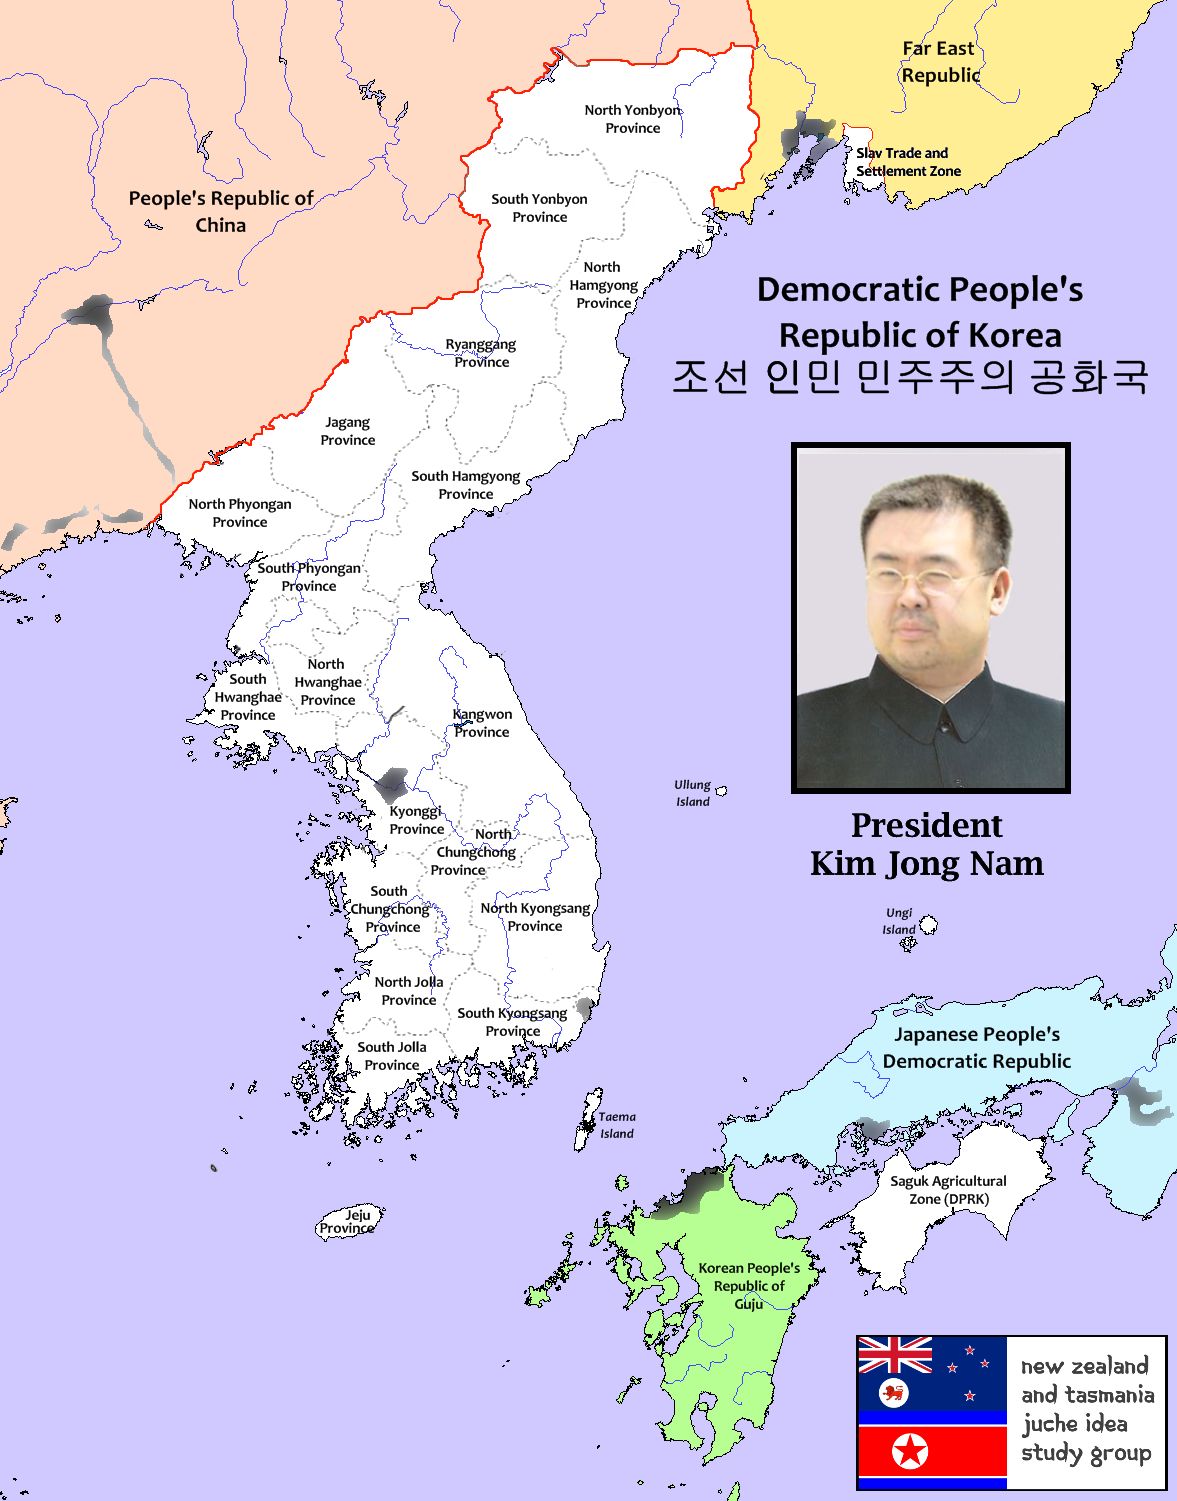 Far East
Republic
North Yonbyon
Province
Slav Trade and
Settlement Zone
People's Republic of
China
South Yonbyon
Province
North
Hamgyong
Province
Democratic People's
Republic of Korea
조선 인민 민주주의 공화국
Ryanggang
Province
Jagang
Province
South Hamgyong
Province
North Phyongan
Province
South Phyongan
Province
North
Hwanghae
Province
South
Hwanghae
Province
Kangwon
Province
Ullung
Island
Kyonggi
Province
President
Kim Jong Nam
North
Chungchong
Province
South
Chungchong
Province
North Kyongsang
Province
Ungi
Island
North Jolla
Province
South Kyongsang
Province
Japanese People's
Democratic Republic
South Jolla
Province
Taema
Island
Saguk Agricultural
Zone (DPRK)
Jeju
Province
Korean People's
Republic of
Guju
new zealand
and tasmania
juche idea
study group